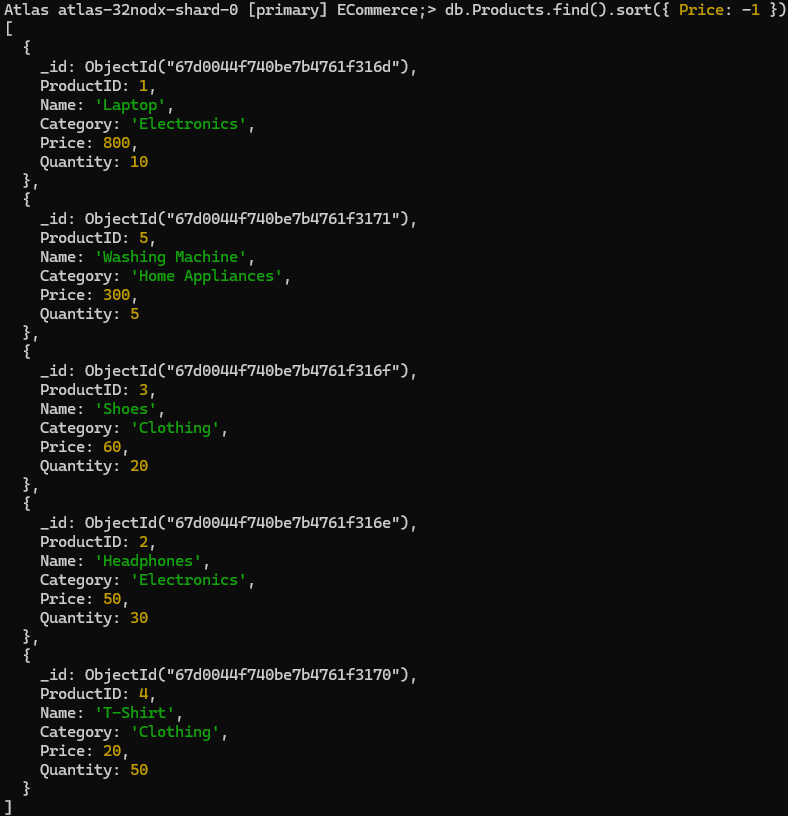 Atlas atlas-32nodx-shard-0 [primary] ECommerce;> db.Products.find().sort({ Price: -1 })
[
  {
    _id: ObjectId("67d0044f740be7b4761f316d"),
    ProductID: 1,
    Name: 'Laptop',
    Category: 'Electronics',
    Price: 800,
    Quantity: 10
  },
  {
    _id: ObjectId("67d0044f740be7b4761f3171"),
    ProductID: 5,
    Name: 'Washing Machine',
    Category: 'Home Appliances',
    Price: 300,
    Quantity: 5
  },
  {
    _id: ObjectId("67d0044f740be7b4761f316f"),
    ProductID: 3,
    Name: 'Shoes',
    Category: 'Clothing',
    Price: 60,
    Quantity: 20
  },
  {
    _id: ObjectId("67d0044f740be7b4761f316e"),
    ProductID: 2,
    Name: 'Headphones',
    Category: 'Electronics',
    Price: 50,
    Quantity: 30
  },
  {
    _id: ObjectId("67d0044f740be7b4761f3170"),
    ProductID: 4,
    Name: 'T-Shirt',
    Category: 'Clothing',
    Price: 20,
    Quantity: 50
  }
]